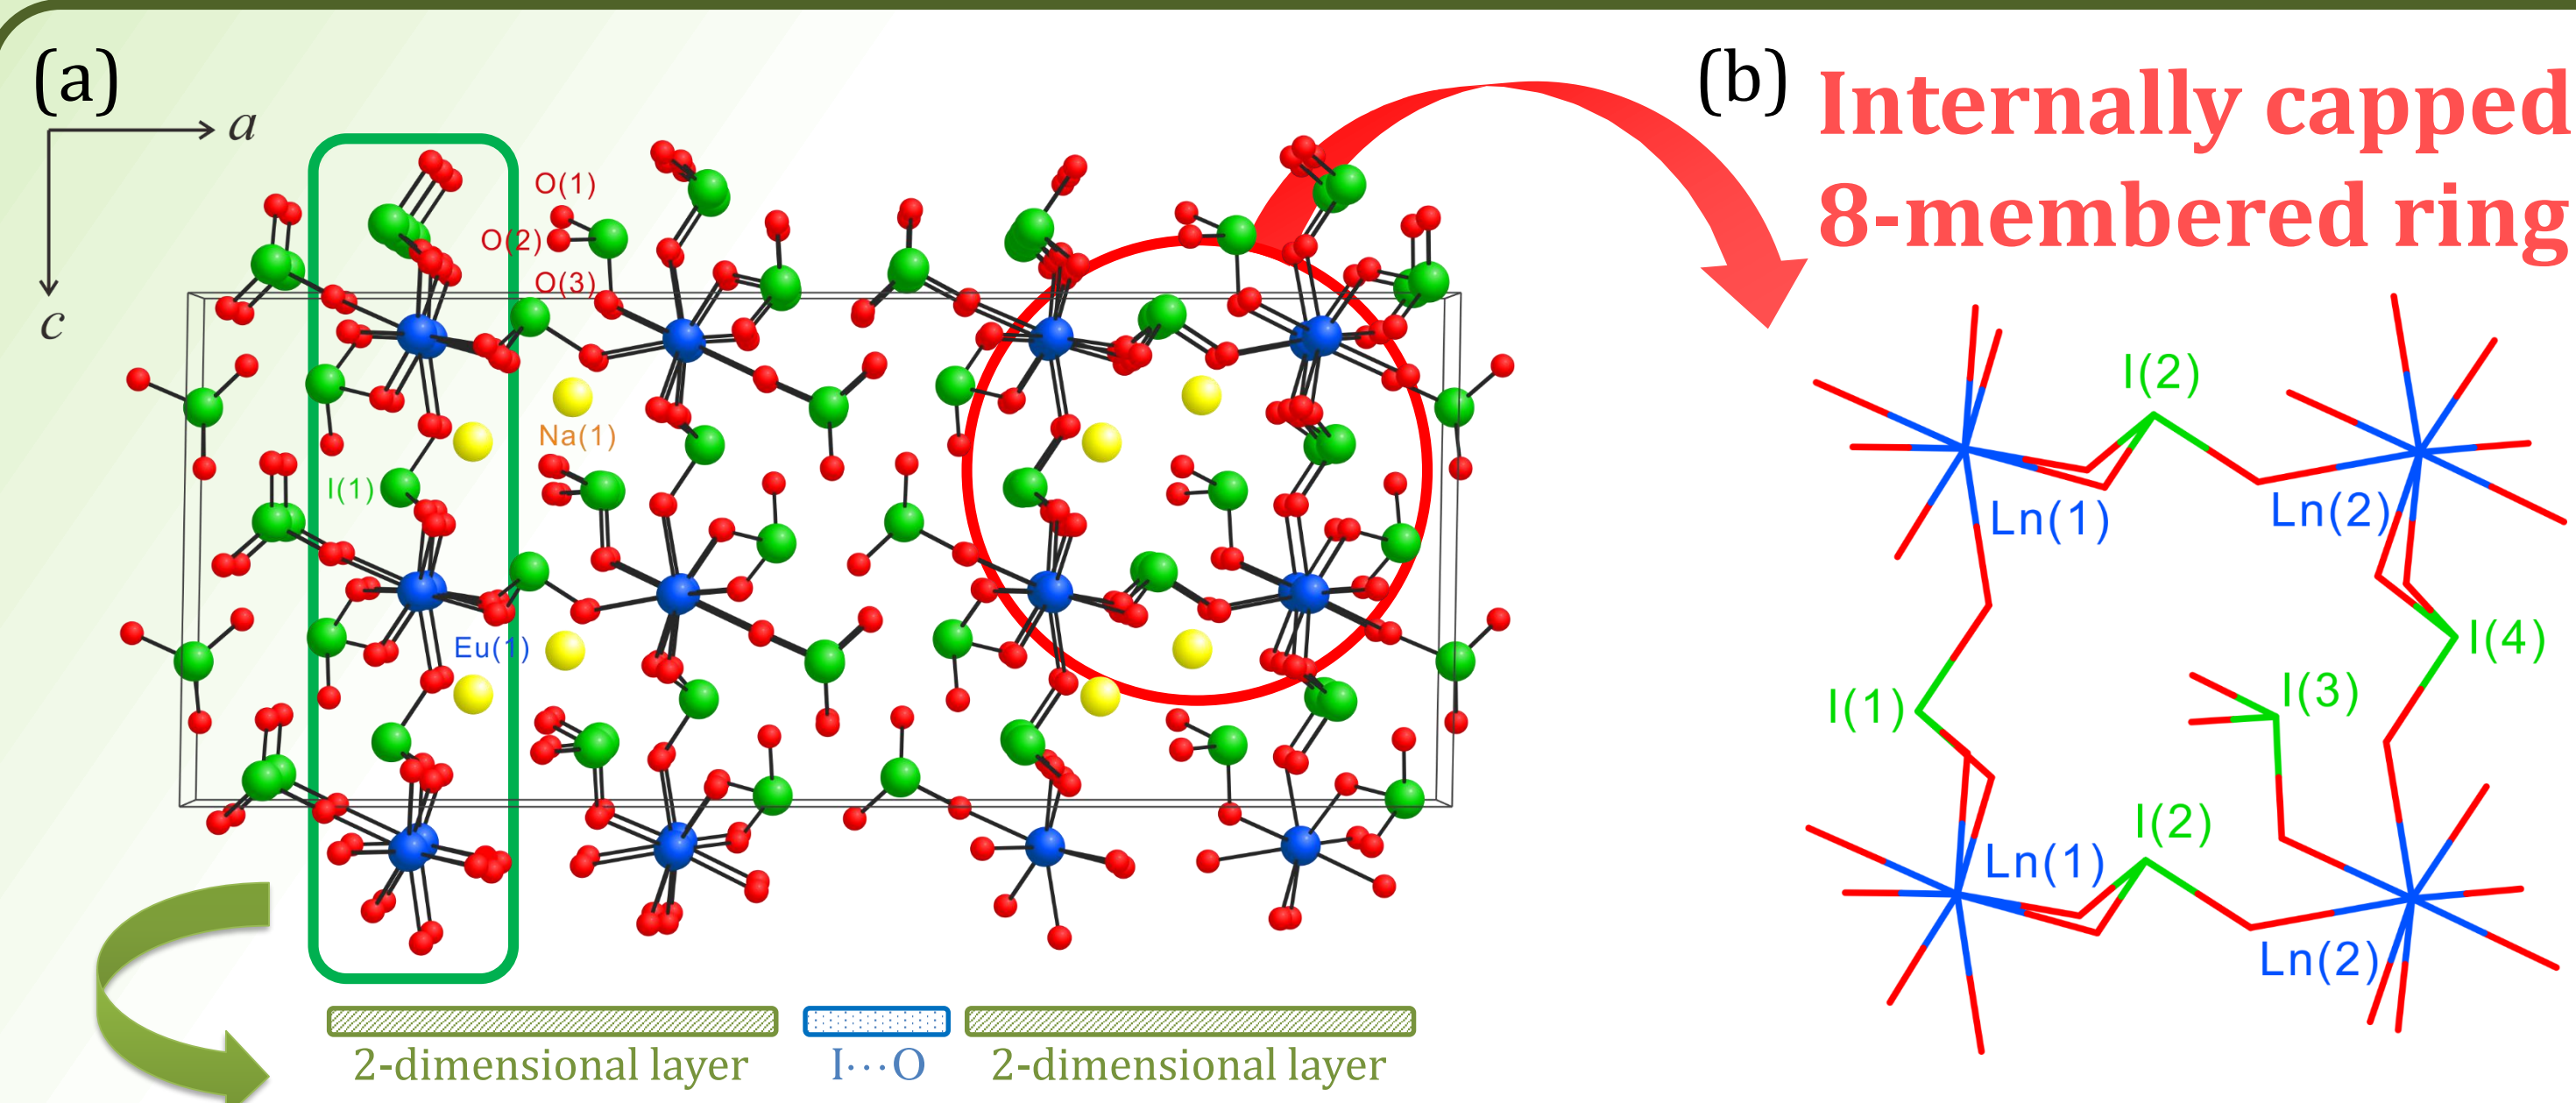 (a)
a
c
O(1)
O(2)
O(3)
Na(1)
I(1)
Eu(1)
2-dimensional layer
I···O
2-dimensional layer
(b)
Internally capped
8-membered ring
I(2)
Ln(1)
Ln(2)
I(4)
I(1)
I(3)
I(2)
Ln(1)
Ln(2)